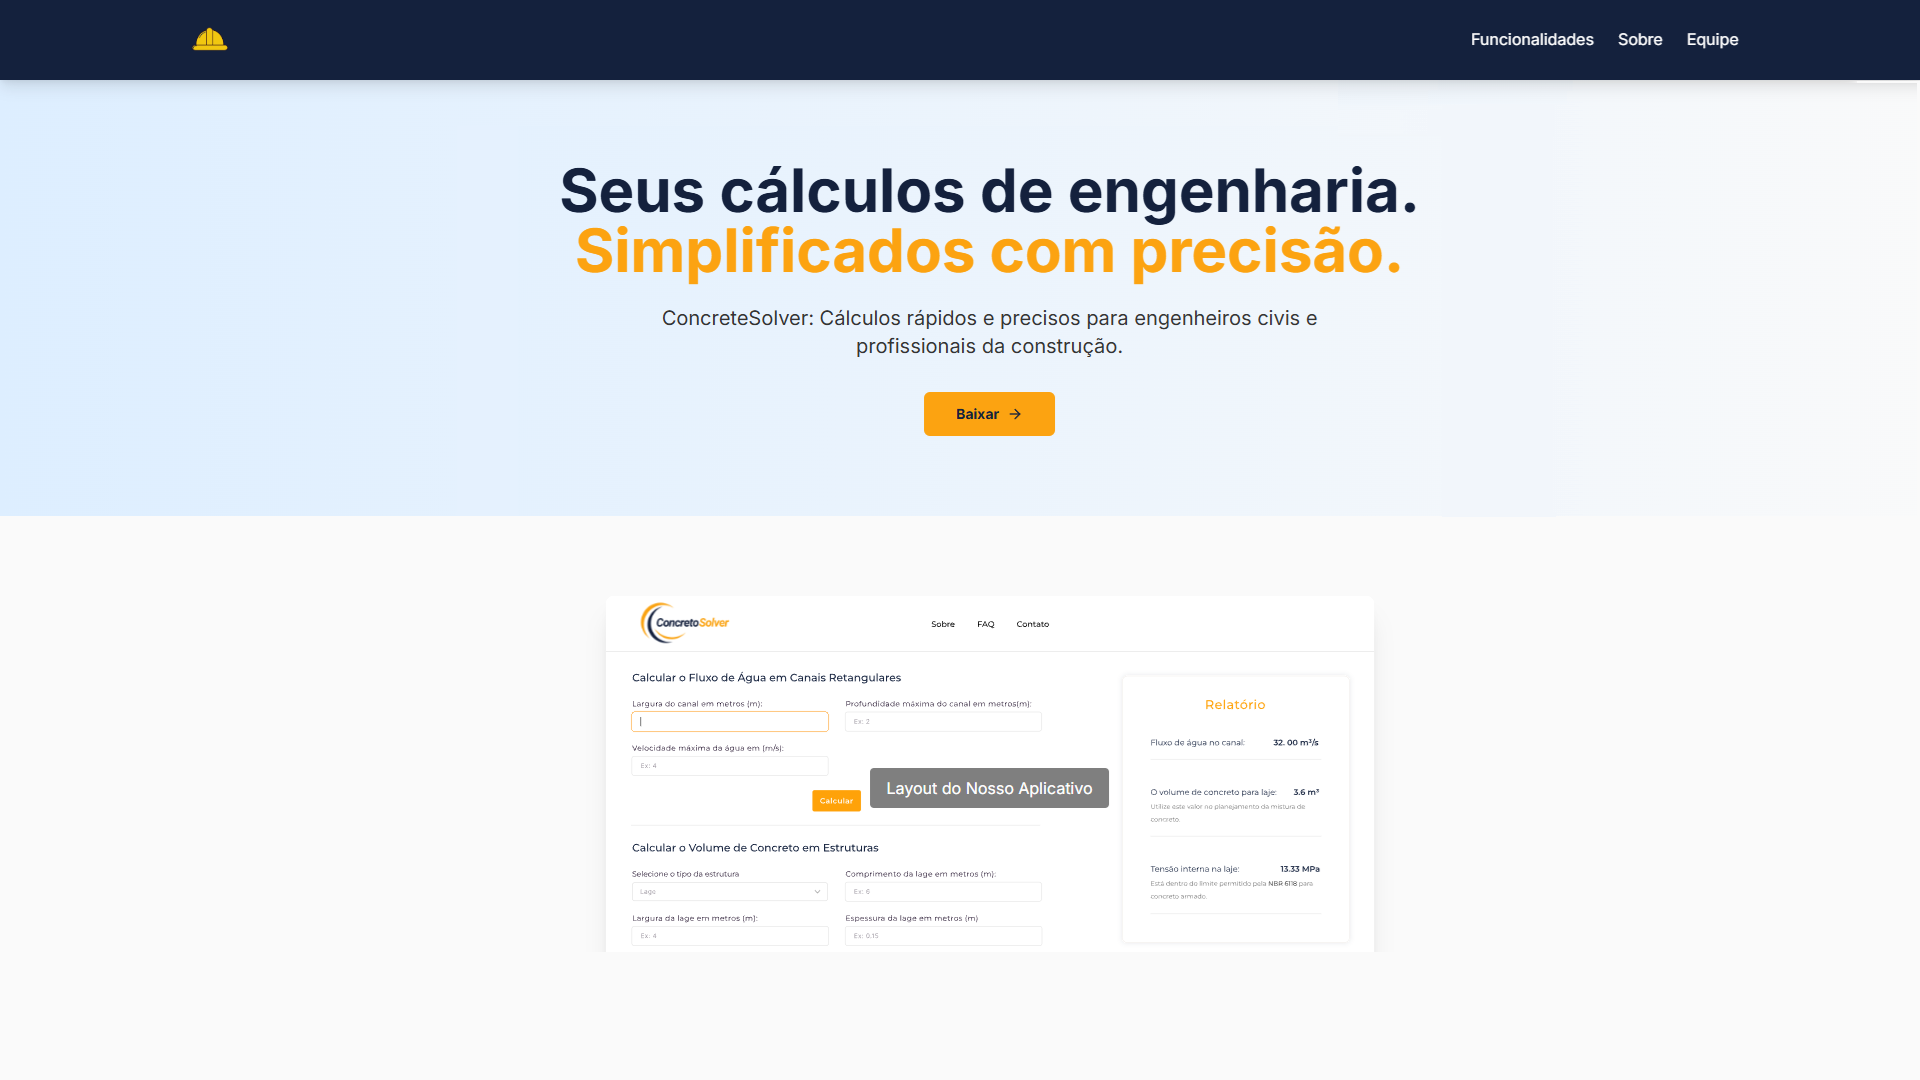 Funcionalidades Sobre Equipe
Seus cálculos de engenharia.
Simplificados com precisão.
ConcreteSolver: Cálculos rápidos e precisos para engenheiros civis e
profissionais da construção.
Baixar
ConcretoSolver
Sobre FAQ Contato
Calcular o Fluxo de Água em Canais Retangulares
Largura do canal em metros (m):
Profundidade máxima do canal em metros(m):
Ex: 2
Velocidade máxima da água em (m/s):
Ex: 4
Calcular
Layout do Nosso Aplicativo
Calcular o Volume de Concreto em Estruturas
Selecione o tipo da estrutura
Lage
Comprimento da lage em metros (m):
Ex: 6
Largura da lage em metros (m):
Ex: 4
Espessura da lage em metros (m)
Ex: 0.15
Relatório
Fluxo de água no canal: 32. 00 m³/s
O volume de concreto para laje: 3.6 m³
Utilize este valor no planejamento da mistura de
concreto.
Tensão interna na laje: 13.33 MPa
Está dentro do limite permitido pela NBR 6118 para
concreto armado.